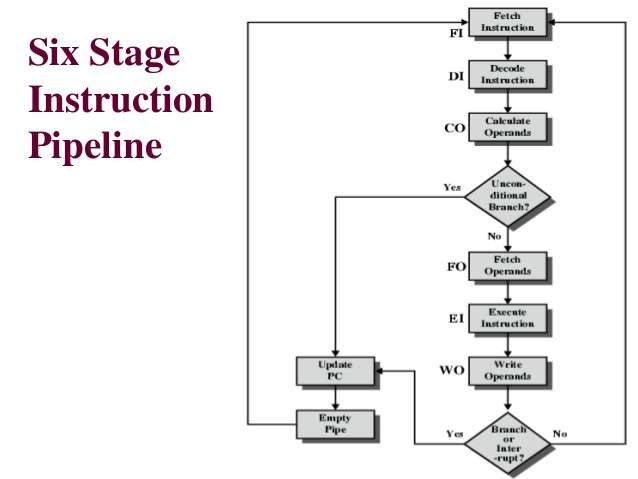 Six Stage
Instruction
Pipeline
Fetch
Instruction
FI
Decode
Instruction
DI
Calculate
Operands
CO
Uncon-
ditional
Branch?
Yes
No
Fetch
Operands
FO
Execute
Instruction
EI
Write
Operands
WO
Update
PC
Empty
Pipe
Branch
or
Inter
-rupt?
Yes
No